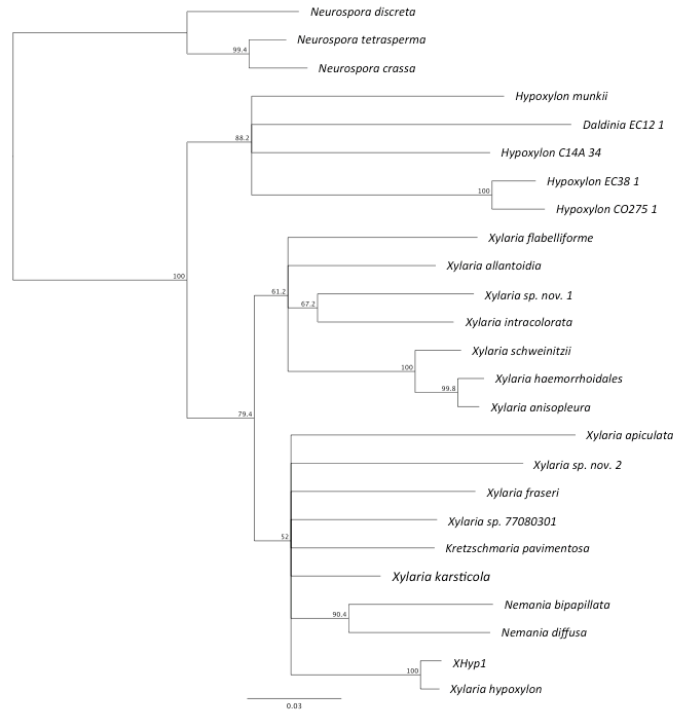 Neurospora discreta
Neurospora tetrasperma
99.4
Neurospora crassa
Hypoxylon munkii
Daldinia EC12 1
88.2
Hypoxylon C14A 34
Hypoxylon EC38 1
100
Hypoxylon CO275 1
Xylaria flabelliforme
Xylaria allantoidia
100
61.2
Xylaria sp. nov. 1
67.2
Xylaria intracolorata
Xylaria schweinitzii
100
Xylaria haemorrhoidales
99.8
Xylaria anisopleura
79.4
Xylaria apiculata
Xylaria sp. nov. 2
Xylaria fraseri
Xylaria sp. 77080301
52
Kretzschmaria pavimentosa
Xylaria karsticola
Nemania bipapillata
90.4
Nemania diffusa
XHyp1
100
Xylaria hypoxylon
0.03